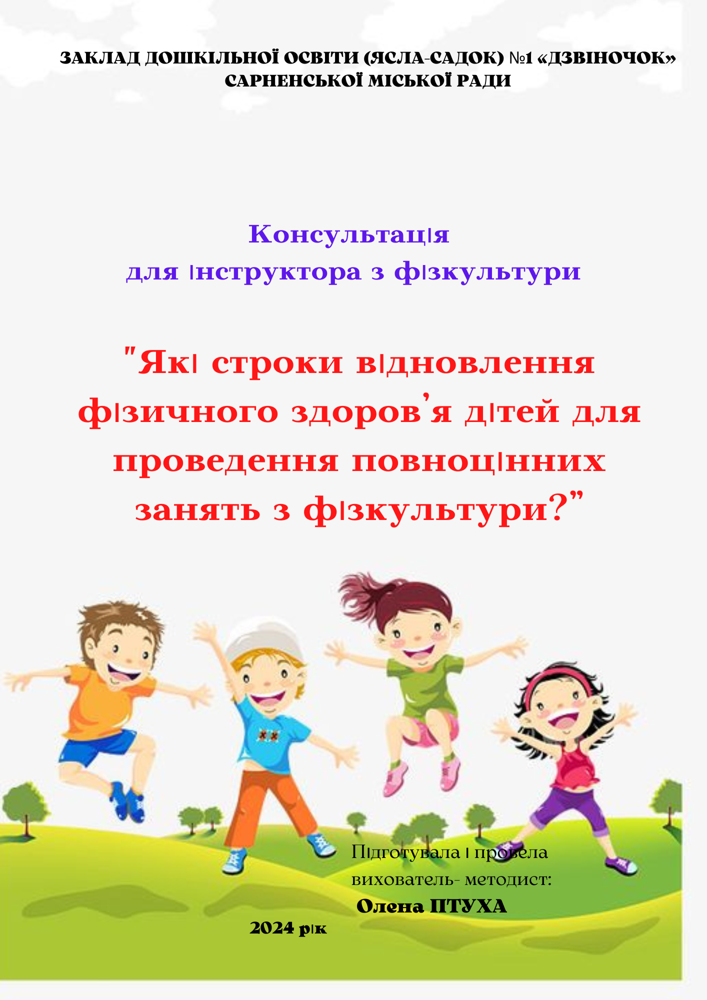 ЗАКЛАД ДОШКІЛЬНОЇ ОСВІТИ (ЯСЛА-САДОК) №1 «ДЗВІНОЧОК»
САРНЕНСЬКОЇ МІСЬКОЇ РАДИ
Консультація
для інструктора з фізкультури
"Які строки відновлення
фізичного здоров’я дітей для
проведення повноцінних
занять з фізкультури?”
Підготувала і провела
вихователь- методист:
Олена ПТУХА
2024 рік